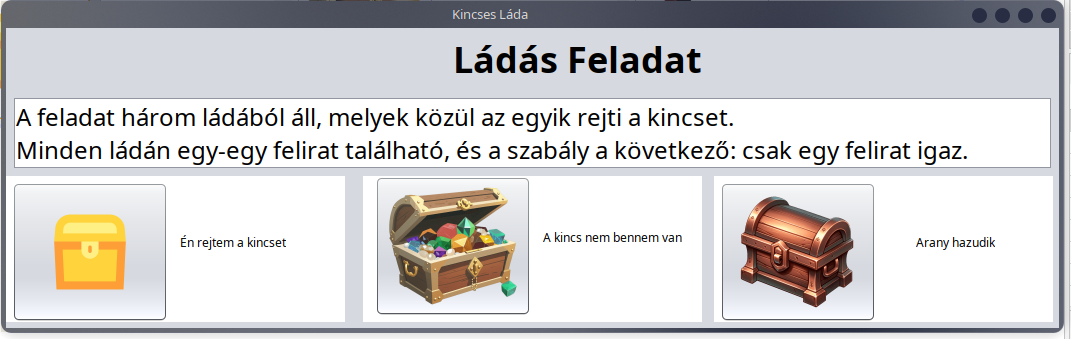 Kincses Láda
Ládás Feladat
A feladat három ládából áll, melyek közül az egyik rejti a kincset.
Minden ládán egy-egy felirat található, és a szabály a következő: csak egy felirat igaz.
Én rejtem a kincset
A kincs nem bennem van
Arany hazudik